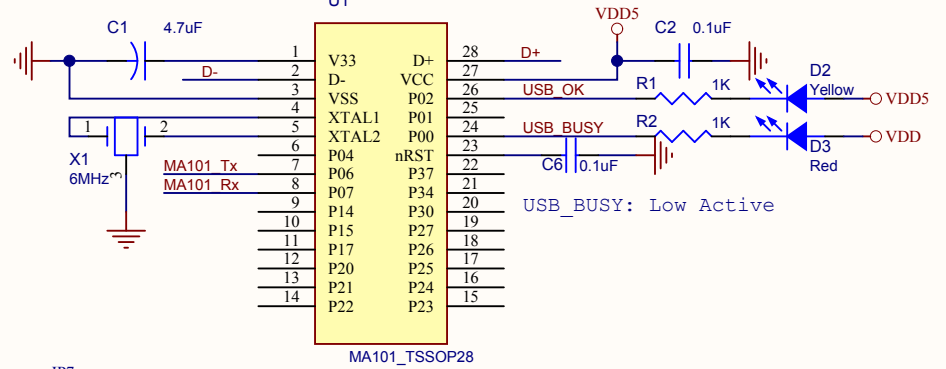 U1
VDD5
C1 4.7uF
C2 0.1uF
1 V33 D+ 28 D+
D- 2 D- VCC 27
3 VSS P02 26 USB_OK R1 1K D2 Yellow VDD5
4 XTAL1 P01 25
1 2 5 XTAL2 P00 24 USB_BUSY R2 1K VDD
X1 6 P04 nRST 23 C6 0.1uF D3
6MHz 3 MA101_Tx 7 P06 P37 22 Red
MA101_Rx 8 P07 P34 21
USB_BUSY: Low Active
9 P14 P30 20
10 P15 P27 19
11 P17 P26 18
12 P20 P25 17
13 P21 P24 16
14 P22 P23 15
MA101_TSSOP28